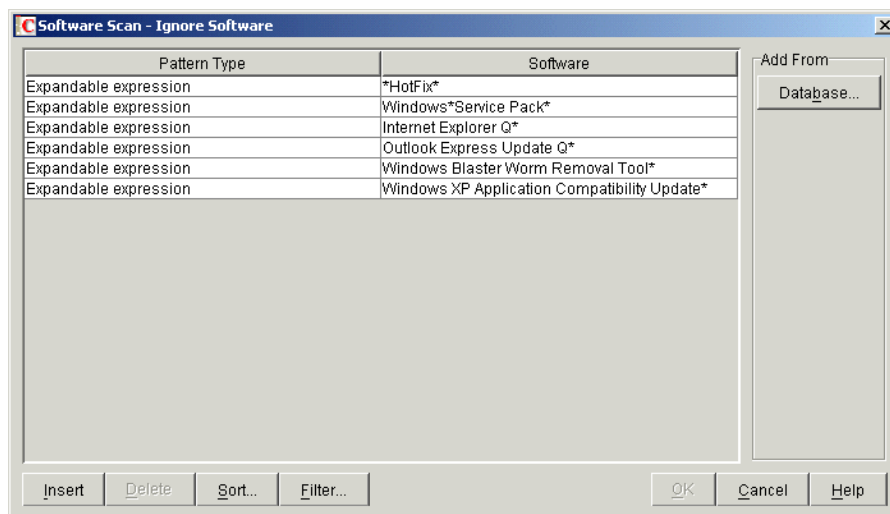 Software Scan - Ignore Software
Pattern Type Software
Expandable expression *HotFix*
Expandable expression Windows*Service Pack*
Expandable expression Internet Explorer Q*
Expandable expression Outlook Express Update Q*
Expandable expression Windows Blaster Worm Removal Tool*
Expandable expression Windows XP Application Compatibility Update*
Add From
Database...
Insert Delete Sort... Filter... OK Cancel Help